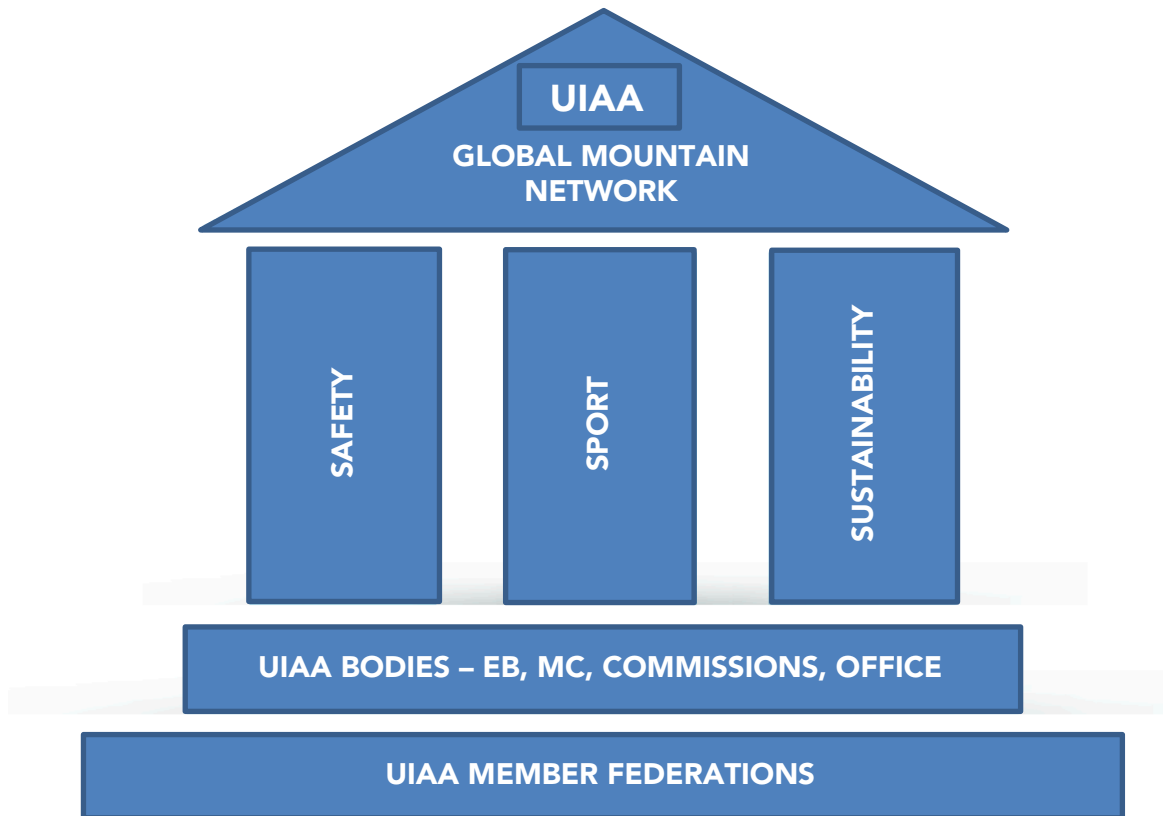 UIAA
GLOBAL MOUNTAIN
NETWORK
SAFETY
SPORT
SUSTAINABILITY
UIAA BODIES – EB, MC, COMMISSIONS, OFFICE
UIAA MEMBER FEDERATIONS